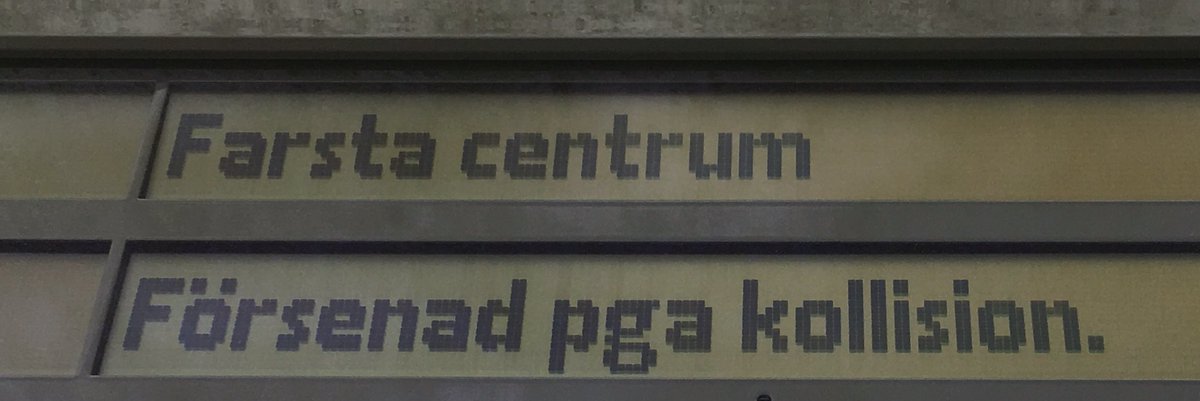 Farsta centrum
Försenad pga kollision.